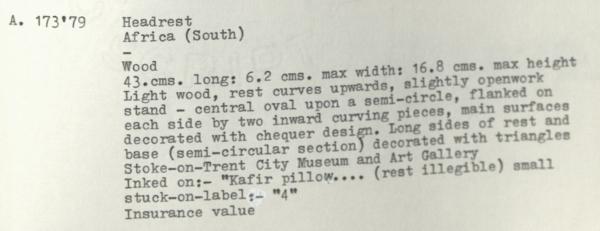 A. 173'79 Headrest
Africa (South)
-
Wood
43.cms. long: 6.2 cms. max width: 16.8 cms. max height
Light wood, rest curves upwards, slightly openwork
stand - central oval upon a semi-circle, flanked on
each side by two inward curving pieces, main surfaces
decorated with chequer design. Long sides of rest and
base (semi-circular section) decorated with triangles
Stoke-on-Trent City Museum and Art Gallery
Inked on:- "Kafir pillow.... (rest illegible) small
stuck-on-label:- "4"
Insurance value